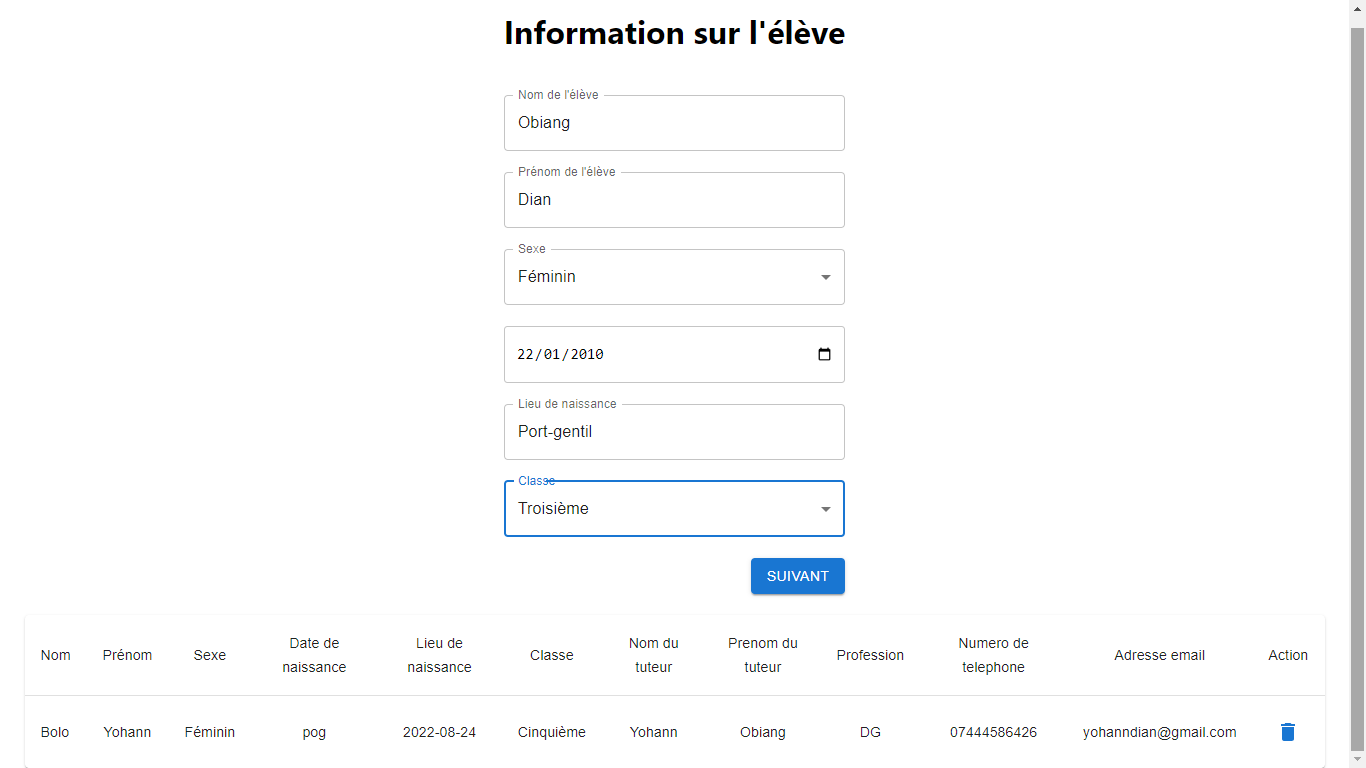 Information sur l'élève
Nom de l'élève
Obiang
Prénom de l'élève
Dian
Sexe
Féminin
22/01/2010
Lieu de naissance
Port-gentil
Classe
Troisième
SUIVANT
Nom Prénom Sexe Date de naissance Lieu de naissance Classe Nom du tuteur Prenom du tuteur Profession Numero de telephone Adresse email Action
Bolo Yohann Féminin pog 2022-08-24 Cinquième Yohann Obiang DG 07444586426 yohanndian@gmail.com